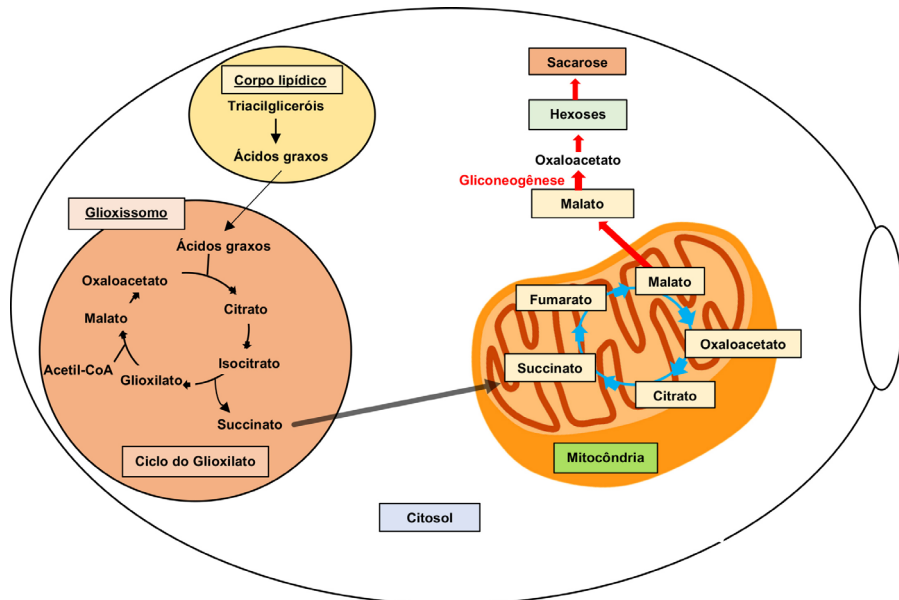 Corpo lipídico
Triacilgliceróis
Ácidos graxos
Glioxissomo
Ácidos graxos
Oxaloacetato
Citrato
Malato
Isocitrato
Acetil-CoA
Glioxilato
Succinato
Ciclo do Glioxilato
Sacarose
Hexoses
Oxaloacetato
Gliconeogênese
Malato
Malato
Fumarato
Oxaloacetato
Succinato
Citrato
Mitocôndria
Citosol